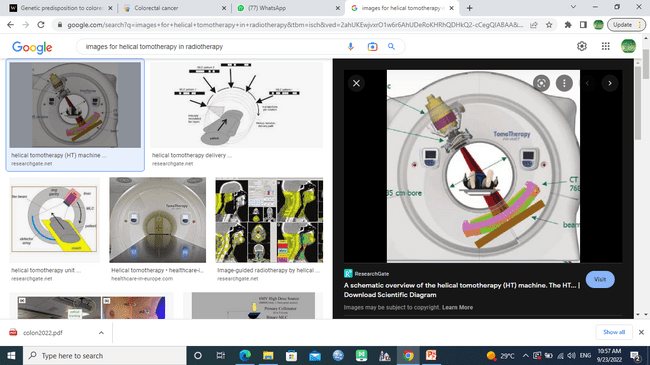 Genetic predisposition to colore
Colorectal cancer
(77) WhatsApp
images for helical tomotherapy
google.com/search?q=images+for+helical+tomotherapy+in+radiotherapy&tbm=isch&ved=2ahUKEwjvxrO1w6r6AhUDeRoKHRhQDHkQ2-cCegQIABAA&...
Update
Google
images for helical tomotherapy in radiotherapy
helical tomotherapy (HT) machine ...
researchgate.net
helical tomotherapy delivery ...
researchgate.net
helical tomotherapy unit ...
researchgate.net
Helical tomotherapy • healthcare-i...
healthcare-in-europe.com
Image-guided radiotherapy by helical ...
researchgate.net
TomoTherapy
CT
85 cm-bore
beam
ResearchGate
A schematic overview of the helical tomotherapy (HT) machine. The HT... |
Download Scientific Diagram
Visit
Images may be subject to copyright. Learn More
colon2022.pdf
Show all
Type here to search
29°C
ENG
10:57 AM
9/23/2022